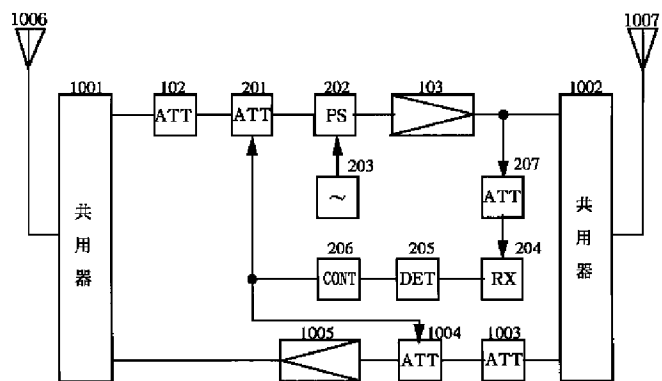 1006
1007
1001
102
201
202
103
1002
ATT
ATT
PS
203
~
207
ATT
共用器
共用器
206
205
204
CONT
DET
RX
1005
1004
1003
ATT
ATT